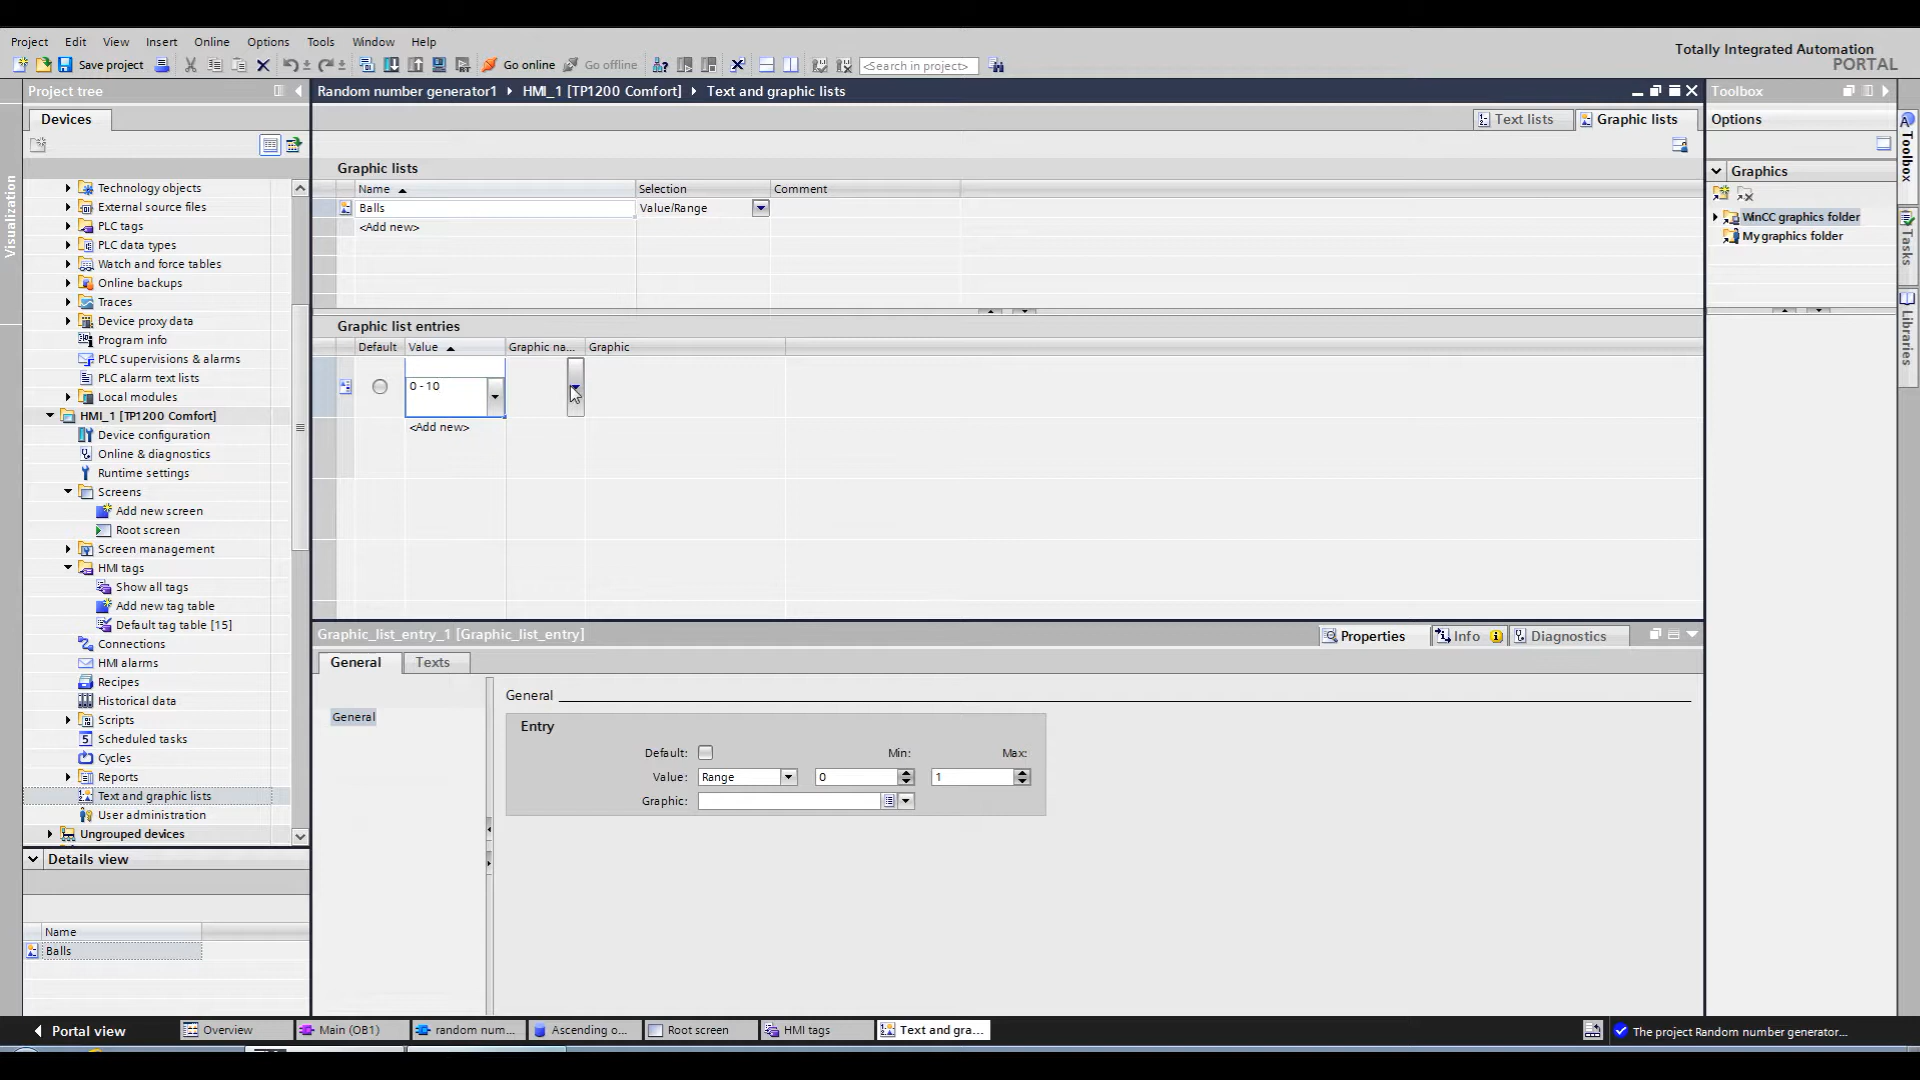 Project Edit View Insert Online Options Tools Window Help
Totally Integrated Automation
PORTAL
Save project Go online Go offline <Search in project>
Project tree
Random number generator1 HMI_1 [TP1200 Comfort] Text and graphic lists
Toolbox
Devices
Text lists Graphic lists
Options
Visualization
Toolbox
Tasks
Libraries
Graphics
WinCC graphics folder
My graphics folder
Technology objects
External source files
PLC tags
PLC data types
Watch and force tables
Online backups
Traces
Device proxy data
Program info
PLC supervisions & alarms
PLC alarm text lists
Local modules
HMI_1 [TP1200 Comfort]
Device configuration
Online & diagnostics
Runtime settings
Screens
Add new screen
Root screen
Screen management
HMI tags
Show all tags
Add new tag table
Default tag table [15]
Connections
HMI alarms
Recipes
Historical data
Scripts
Scheduled tasks
Cycles
Reports
Text and graphic lists
User administration
Ungrouped devices
Details view
Name
Balls
Graphic lists
Name Selection Comment
Balls Value/Range
<Add new>
Graphic list entries
Default Value Graphic na... Graphic
0 - 10
<Add new>
Graphic_list_entry_1 [Graphic_list_entry]
Properties Info Diagnostics
General Texts
General
General
Entry
Default: Min: Max:
Value: Range 0 1
Graphic:
Portal view Overview Main (OB1) random num... Ascending o... Root screen HMI tags Text and gra... The project Random number generator...